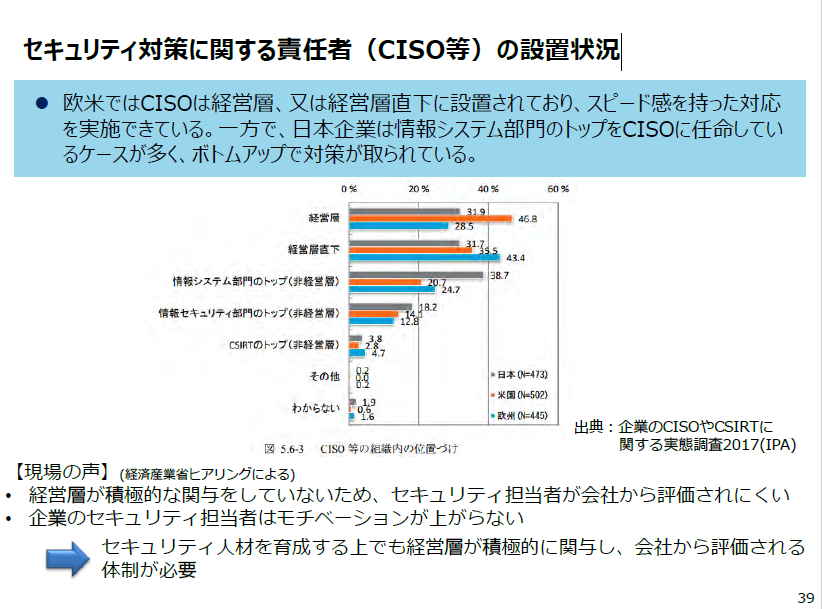 セキュリティ対策に関する責任者（CISO等）の設置状況
● 欧米ではCISOは経営層、又は経営層直下に設置されており、スピード感を持った対応
を実施できている。一方で、日本企業は情報システム部門のトップをCISOに任命してい
るケースが多く、ボトムアップで対策が取られている。
0 % 20 % 40 % 60 %
経営層 31.9 46.8 28.5
経営層直下 31.7 35.5 43.4
情報システム部門のトップ(非経営層) 38.7 20.7 24.7
情報セキュリティ部門のトップ(非経営層) 18.2 14.1 12.8
CSIRTのトップ(非経営層) 3.8 2.8 4.7
その他 0.2 0.0 0.2
わからない 1.9 0.6 1.6
日本(N=473)
米国(N=502)
欧州(N=445)
図 5.6-3 CISO 等の組織内の位置づけ
出典：企業のCISOやCSIRTに
関する実態調査2017(IPA)
【現場の声】(経済産業省ヒアリングによる)
• 経営層が積極的な関与をしていないため、セキュリティ担当者が会社から評価されにくい
• 企業のセキュリティ担当者はモチベーションが上がらない
セキュリティ人材を育成する上でも経営層が積極的に関与し、会社から評価される
体制が必要
39